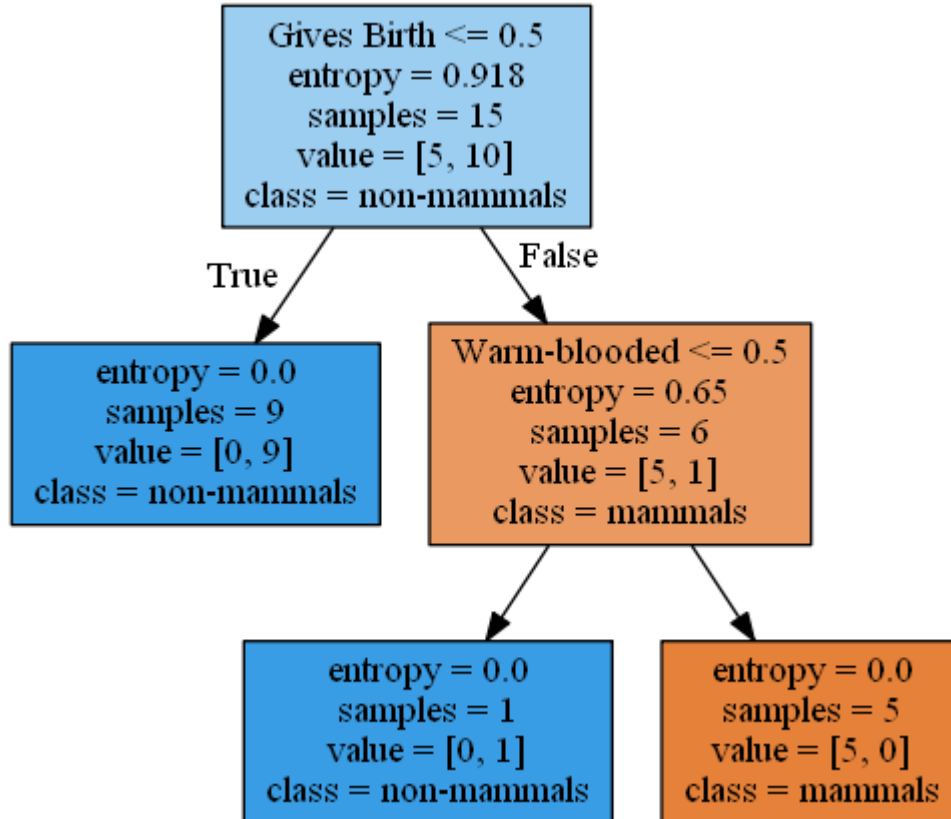 Gives Birth <= 0.5
entropy = 0.918
samples = 15
value = [5, 10]
class = non-mammals
True
False
entropy = 0.0
samples = 9
value = [0, 9]
class = non-mammals
Warm-blooded <= 0.5
entropy = 0.65
samples = 6
value = [5, 1]
class = mammals
entropy = 0.0
samples = 1
value = [0, 1]
class = non-mammals
entropy = 0.0
samples = 5
value = [5, 0]
class = mammals